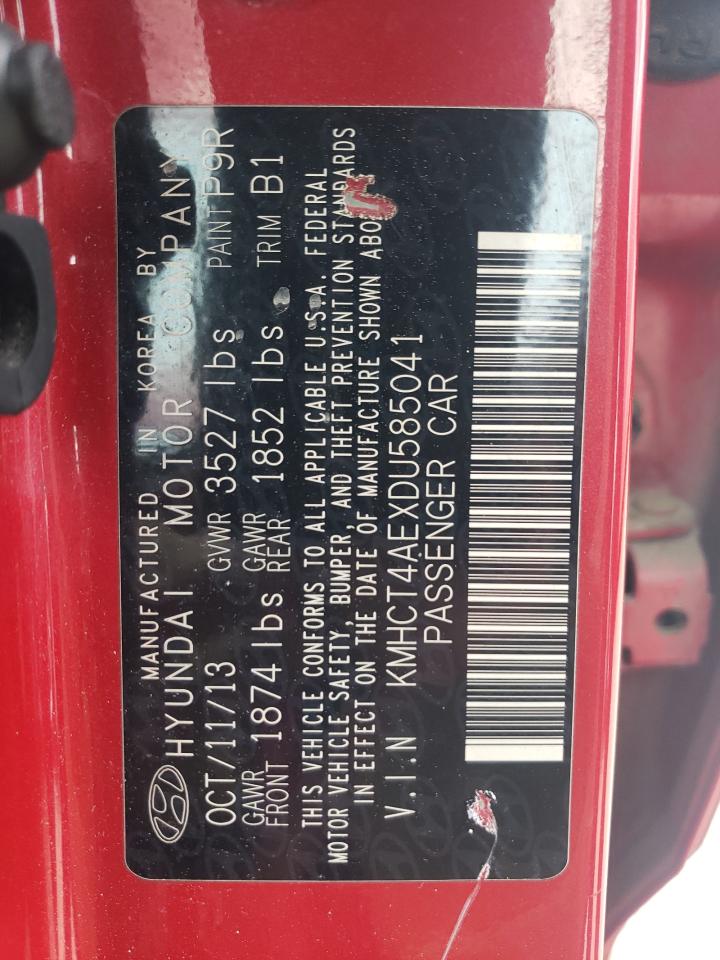 MANUFACTURED IN KOREA BY
HYUNDAI MOTOR COMPANY
OCT/11/13 GVWR 3527 lbs PAINT P9R
GAWR FRONT 1874 lbs GAWR REAR 1852 lbs TRIM B1
THIS VEHICLE CONFORMS TO ALL APPLICABLE U.S.A. FEDERAL
MOTOR VEHICLE SAFETY, BUMPER, AND THEFT PREVENTION STANDARDS
IN EFFECT ON THE DATE OF MANUFACTURE SHOWN
V.I.N KMHCT4AEXDU585041
PASSENGER CAR